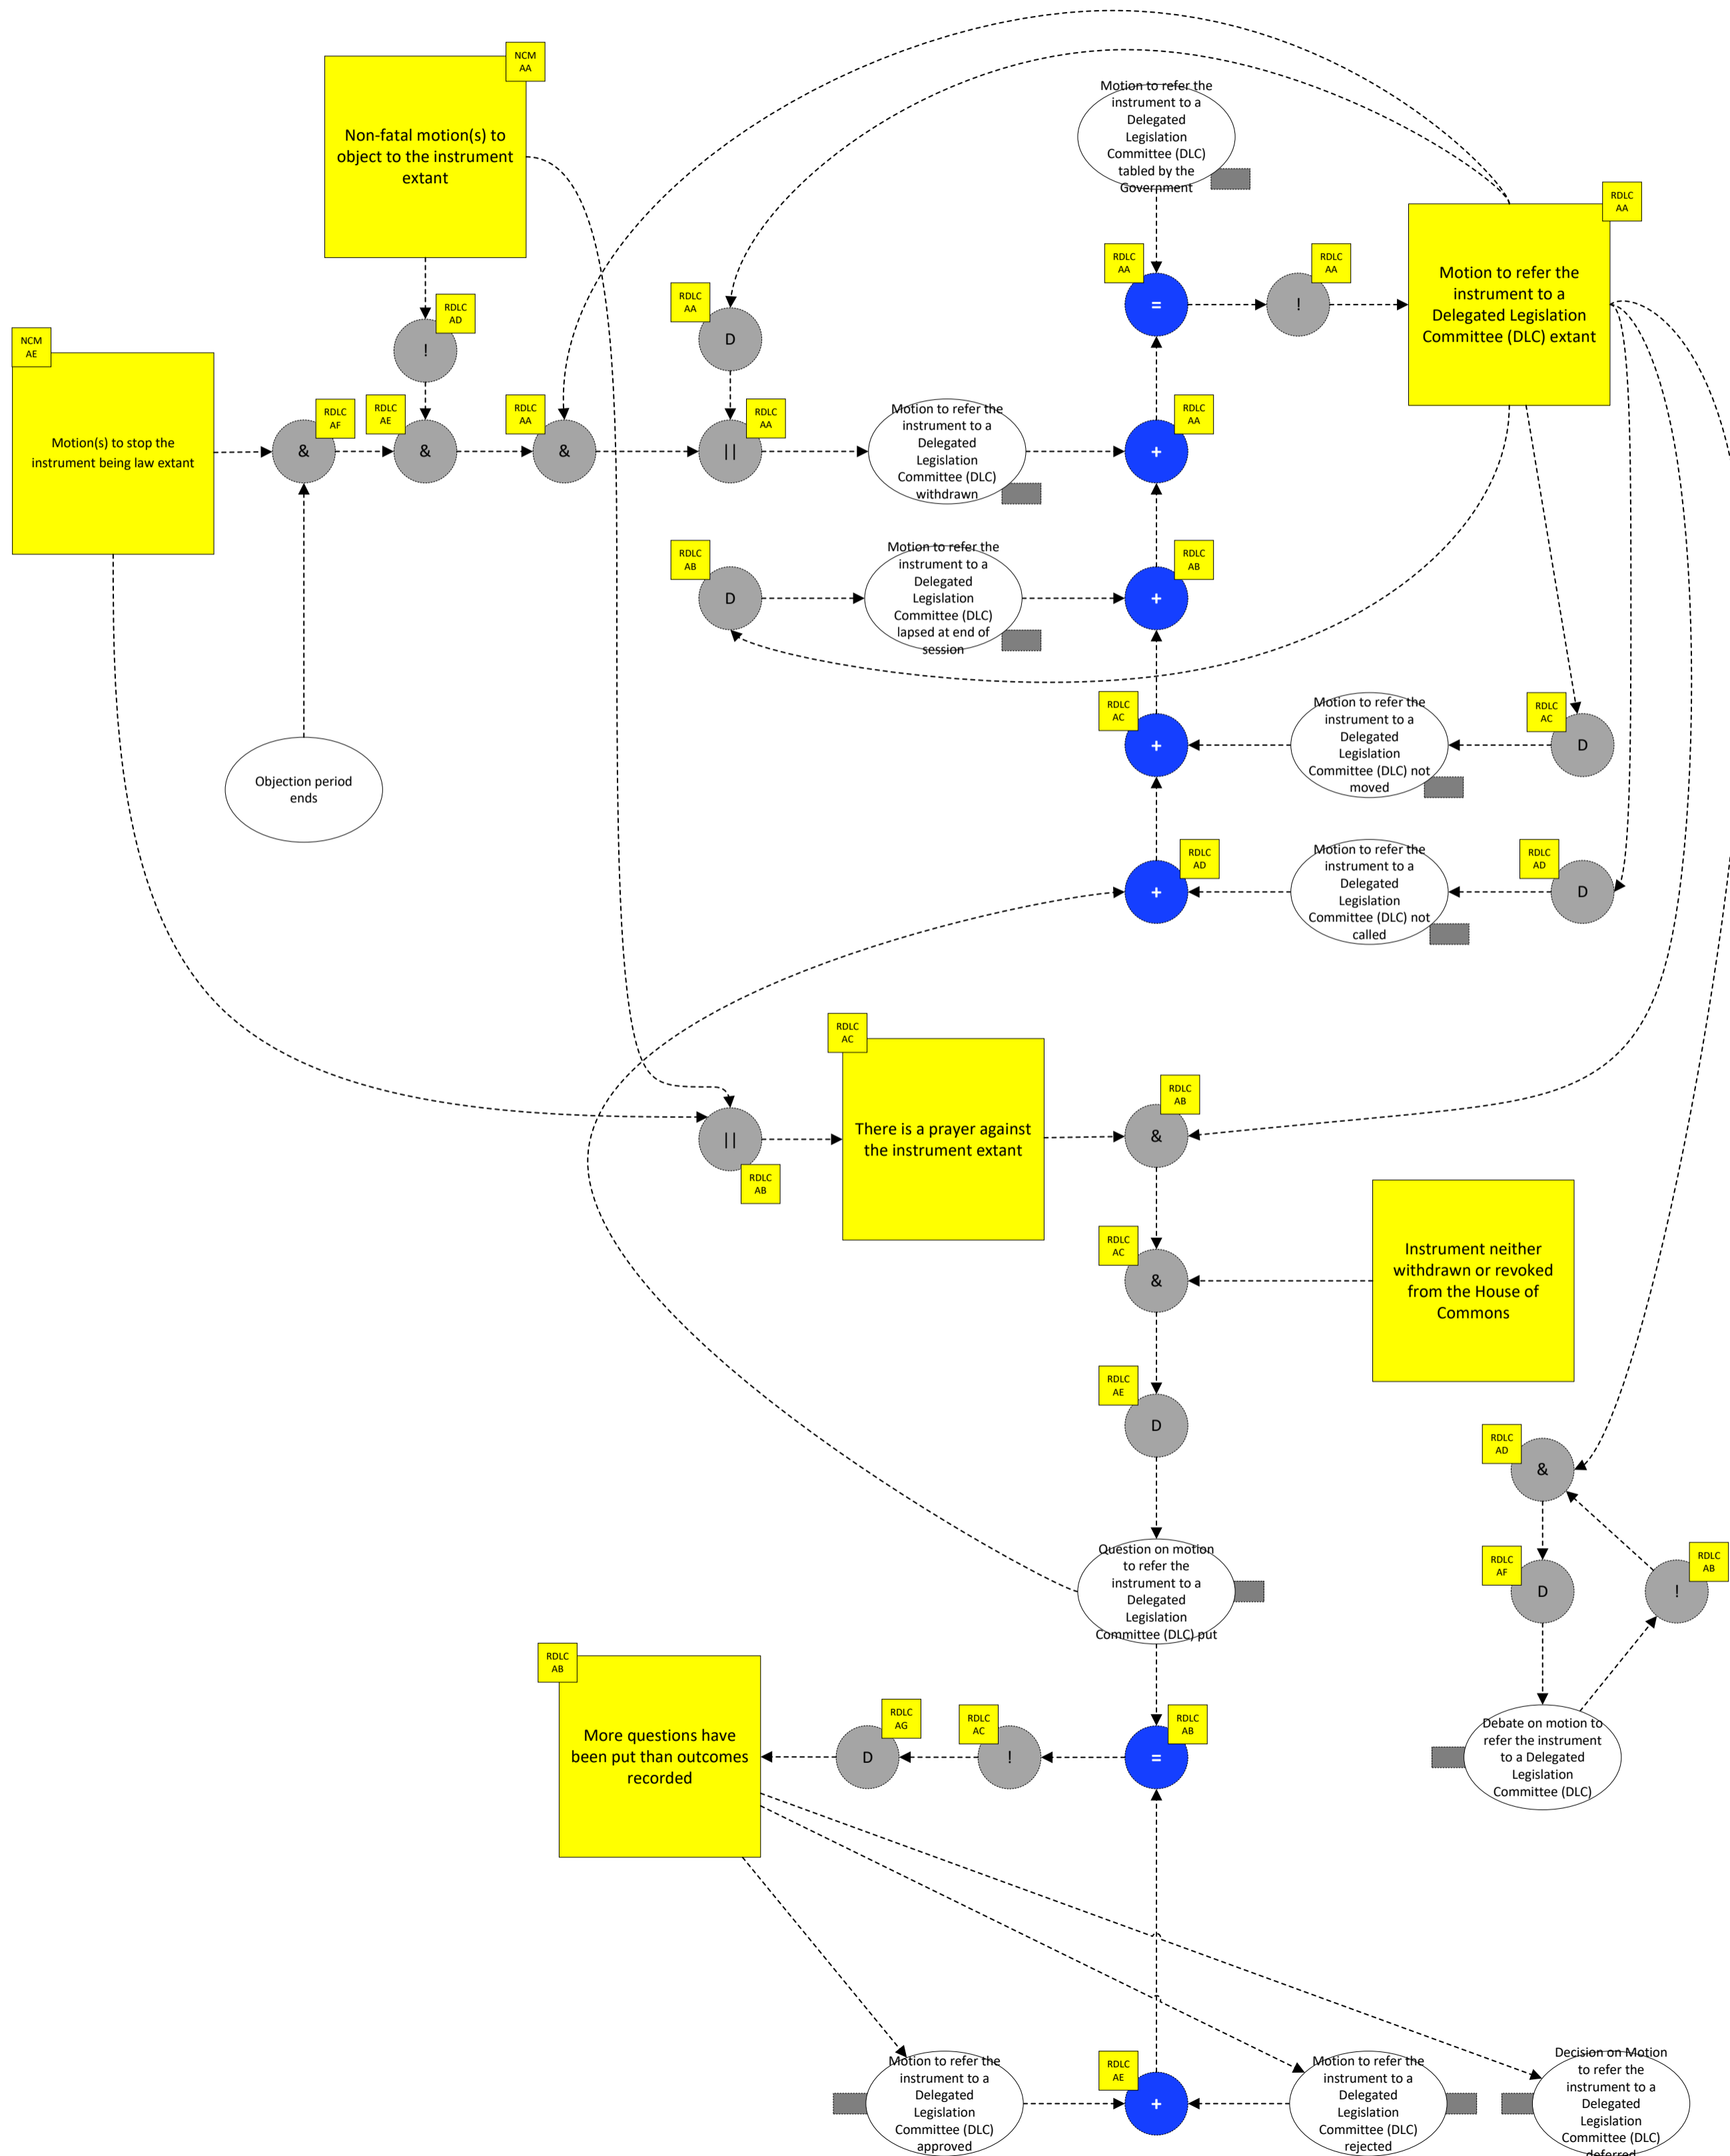 NCM
AA
Non-fatal motion(s) to
object to the instrument
extant
Motion to refer the
instrument to a
Delegated
Legislation
Committee (DLC)
tabled by the
Government
RDLC
AA
Motion to refer the
instrument to a
Delegated Legislation
Committee (DLC) extant
RDLC
AA
=
RDLC
AA
!
RDLC
AD
!
RDLC
AA
D
NCM
AE
Motion(s) to stop the
instrument being law extant
RDLC
AF
&
RDLC
AE
&
RDLC
AA
&
RDLC
AA
||
Motion to refer the
instrument to a
Delegated
Legislation
Committee (DLC)
withdrawn
RDLC
AA
+
RDLC
AB
D
Motion to refer the
instrument to a
Delegated
Legislation
Committee (DLC)
lapsed at end of
session
RDLC
AB
+
RDLC
AC
+
Motion to refer the
instrument to a
Delegated
Legislation
Committee (DLC) not
moved
RDLC
AC
D
Objection period
ends
RDLC
AD
+
Motion to refer the
instrument to a
Delegated
Legislation
Committee (DLC) not
called
RDLC
AD
D
||
RDLC
AB
RDLC
AC
There is a prayer against
the instrument extant
RDLC
AB
&
RDLC
AC
&
Instrument neither
withdrawn or revoked
from the House of
Commons
RDLC
AE
D
RDLC
AD
&
RDLC
AF
D
RDLC
AB
!
Question on motion
to refer the
instrument to a
Delegated
Legislation
Committee (DLC) put
RDLC
AB
More questions have
been put than outcomes
recorded
RDLC
AG
D
RDLC
AC
!
RDLC
AB
=
Debate on motion to
refer the instrument
to a Delegated
Legislation
Committee (DLC)
Motion to refer the
instrument to a
Delegated
Legislation
Committee (DLC)
approved
RDLC
AE
+
Motion to refer the
instrument to a
Delegated
Legislation
Committee (DLC)
rejected
Decision on Motion
to refer the
instrument to a
Delegated
Legislation
Committee (DLC)
deferred